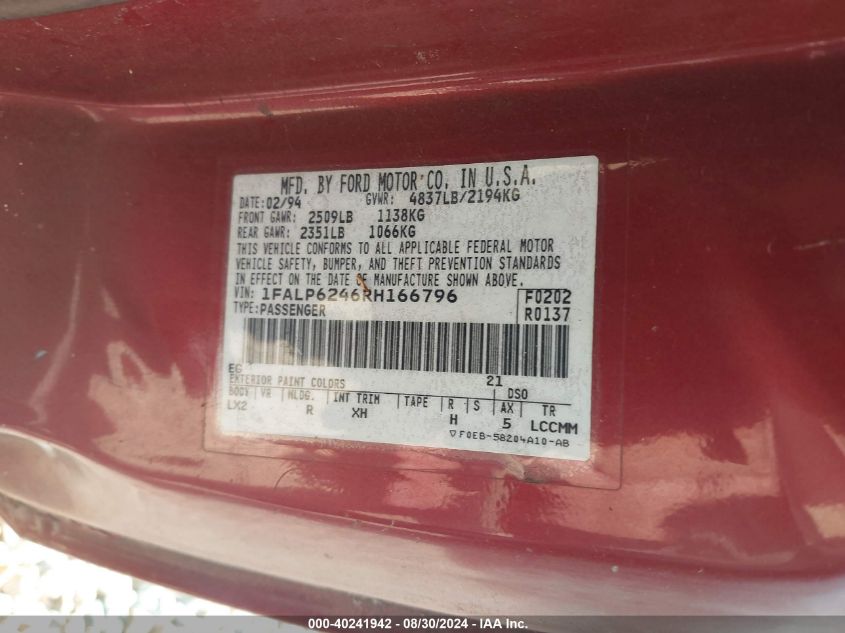 MFD. BY FORD MOTOR CO. IN U.S.A.
DATE: 02/94 GVWR: 4837LB/2194KG
FRONT GAWR: 2509LB 1138KG
REAR GAWR: 2351LB 1066KG
THIS VEHICLE CONFORMS TO ALL APPLICABLE FEDERAL MOTOR
VEHICLE SAFETY, BUMPER, AND THEFT PREVENTION STANDARDS
IN EFFECT ON THE DATE OF MANUFACTURE SHOWN ABOVE.
VIN: 1FALP6246RH166796 F0202
TYPE: PASSENGER R0137
EG 21
EXTERIOR PAINT COLORS DSO
BODY VR MLDG. INT TRIM TAPE R S AX TR
LX2 R XH H 5 LCCMM
▽F0EB-58204A10-AB
000-40241942 - 08/30/2024 - © IAA Holdings, LLC.